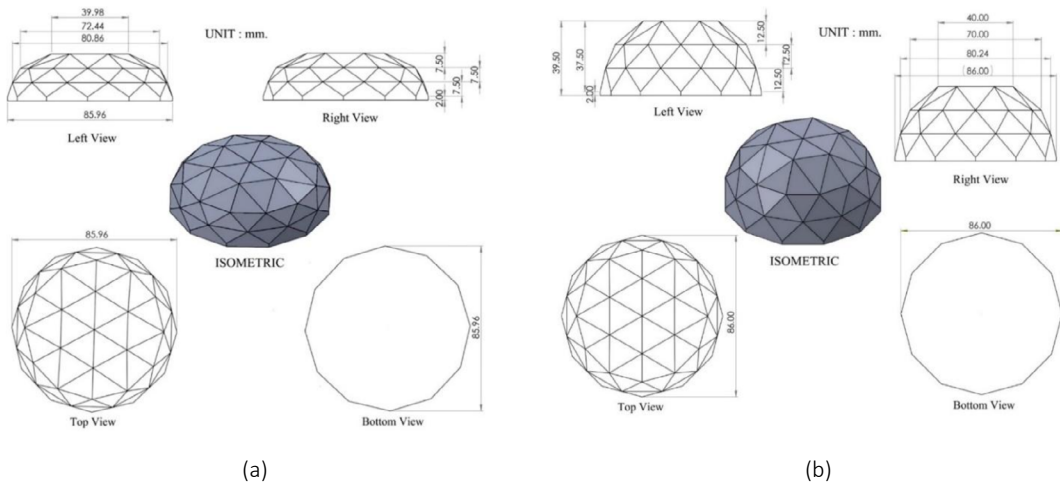 39.98
72.44
80.86
UNIT : mm.
7.50
7.50
2.00
7.50
85.96
Left View
Right View
ISOMETRIC
85.96
85.96
Top View
Bottom View
(a)
39.50
37.50
2.00
12.50
12.50
12.50
Left View
UNIT : mm.
40.00
70.00
80.24
(86.00)
Right View
ISOMETRIC
86.00
86.00
Top View
Bottom View
(b)